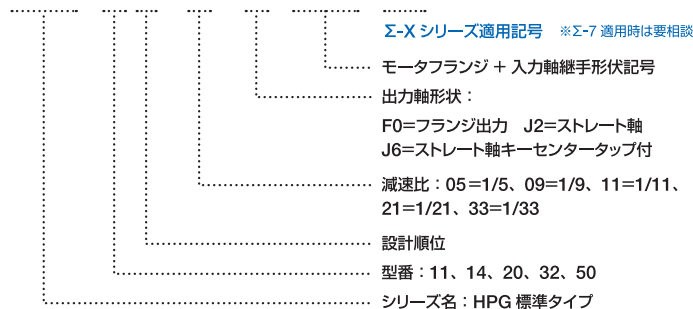 Σ-X シリーズ適用記号 ※Σ-7 適用時は要相談
モータフランジ + 入力軸継手形状記号
出力軸形状：
F0=フランジ出力 J2=ストレート軸
J6=ストレート軸キーセンタータップ付
減速比：05=1/5、09=1/9、11=1/11、
21=1/21、33=1/33
設計順位
型番：11、14、20、32、50
シリーズ名：HPG 標準タイプ